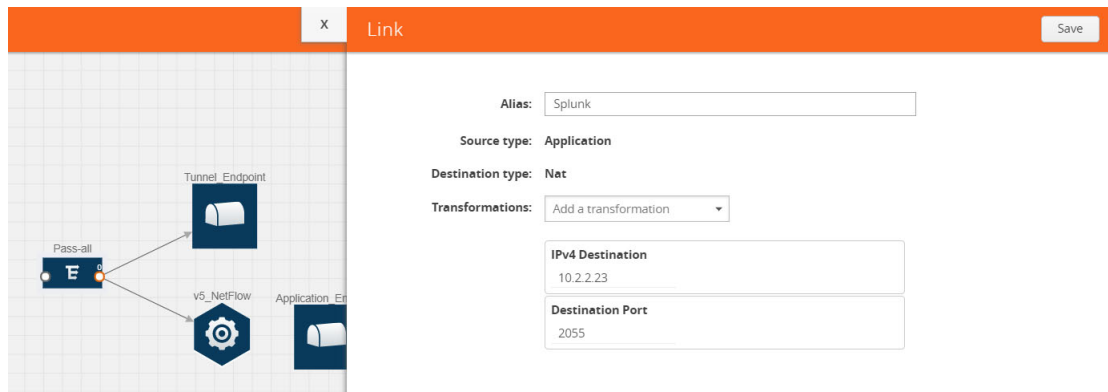 X
Link
Save
Alias:
Splunk
Source type:
Application
Destination type:
Nat
Transformations:
Add a transformation
IPv4 Destination
10.2.2.23
Destination Port
2055
Tunnel_Endpoint
Pass-all
0
v5_NetFlow
Application_En